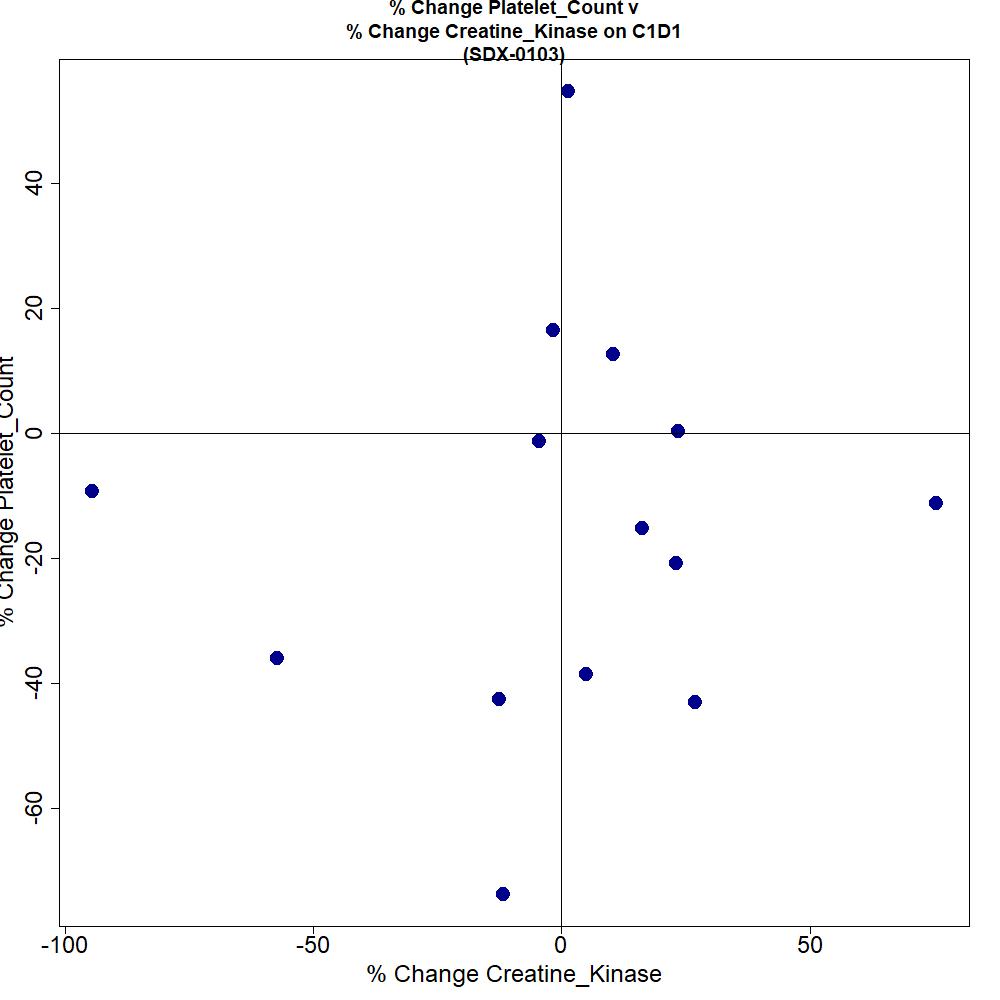 % Change Platelet_Count v
% Change Creatine_Kinase on C1D1
(SDX-0103)
% Change Platelet_Count
40
20
0
-20
-40
-60
-100
-50
0
50
% Change Creatine_Kinase